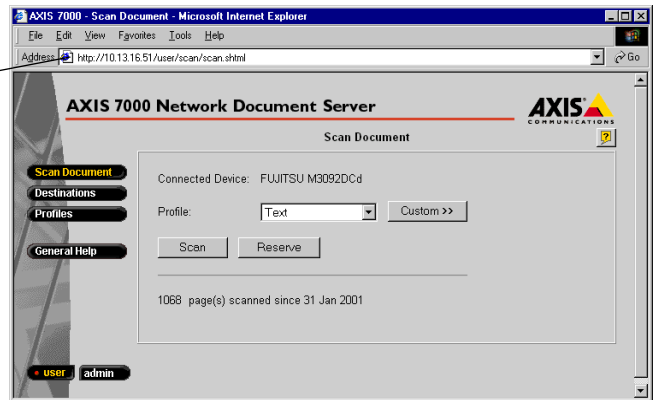 AXIS 7000 - Scan Document - Microsoft Internet Explorer
File Edit View Favorites Tools Help
Address http://10.13.16.51/user/scan/scan.shtml Go
AXIS 7000 Network Document Server
AXIS
COMMUNICATIONS
Scan Document
?
Scan Document
Destinations
Profiles
General Help
Connected Device: FUJITSU M3092DCd
Profile: Text Custom >>
Scan Reserve
1068 page(s) scanned since 31 Jan 2001
user admin